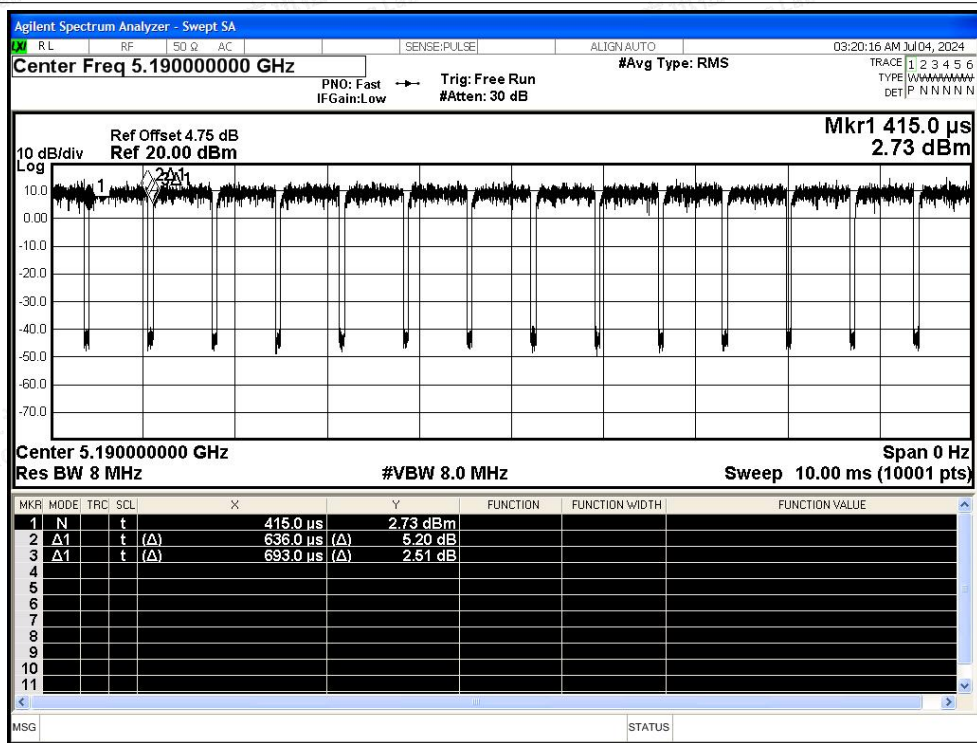 Agilent Spectrum Analyzer - Swept SA
LXI RL RF 50 Ω AC SENSE:PULSE ALIGN AUTO 03:20:16 AM Jul 04, 2024
Center Freq 5.190000000 GHz
PNO: Fast
IFGain:Low
Trig: Free Run
#Atten: 30 dB
#Avg Type: RMS
TRACE 1 2 3 4 5 6
TYPE WWWWWW
DET P N N N N N
Ref Offset 4.75 dB
10 dB/div Ref 20.00 dBm
Log
Mkr1 415.0 µs
2.73 dBm
1 2Δ1
10.0
0.00
-10.0
-20.0
-30.0
-40.0
-50.0
-60.0
-70.0
Center 5.190000000 GHz Span 0 Hz
Res BW 8 MHz #VBW 8.0 MHz Sweep 10.00 ms (10001 pts)
MKR MODE TRC SCL X Y FUNCTION FUNCTION WIDTH FUNCTION VALUE
1 N t 415.0 µs 2.73 dBm
2 Δ1 t (Δ) 636.0 µs (Δ) 5.20 dB
3 Δ1 t (Δ) 693.0 µs (Δ) 2.51 dB
4
5
6
7
8
9
10
11
MSG STATUS